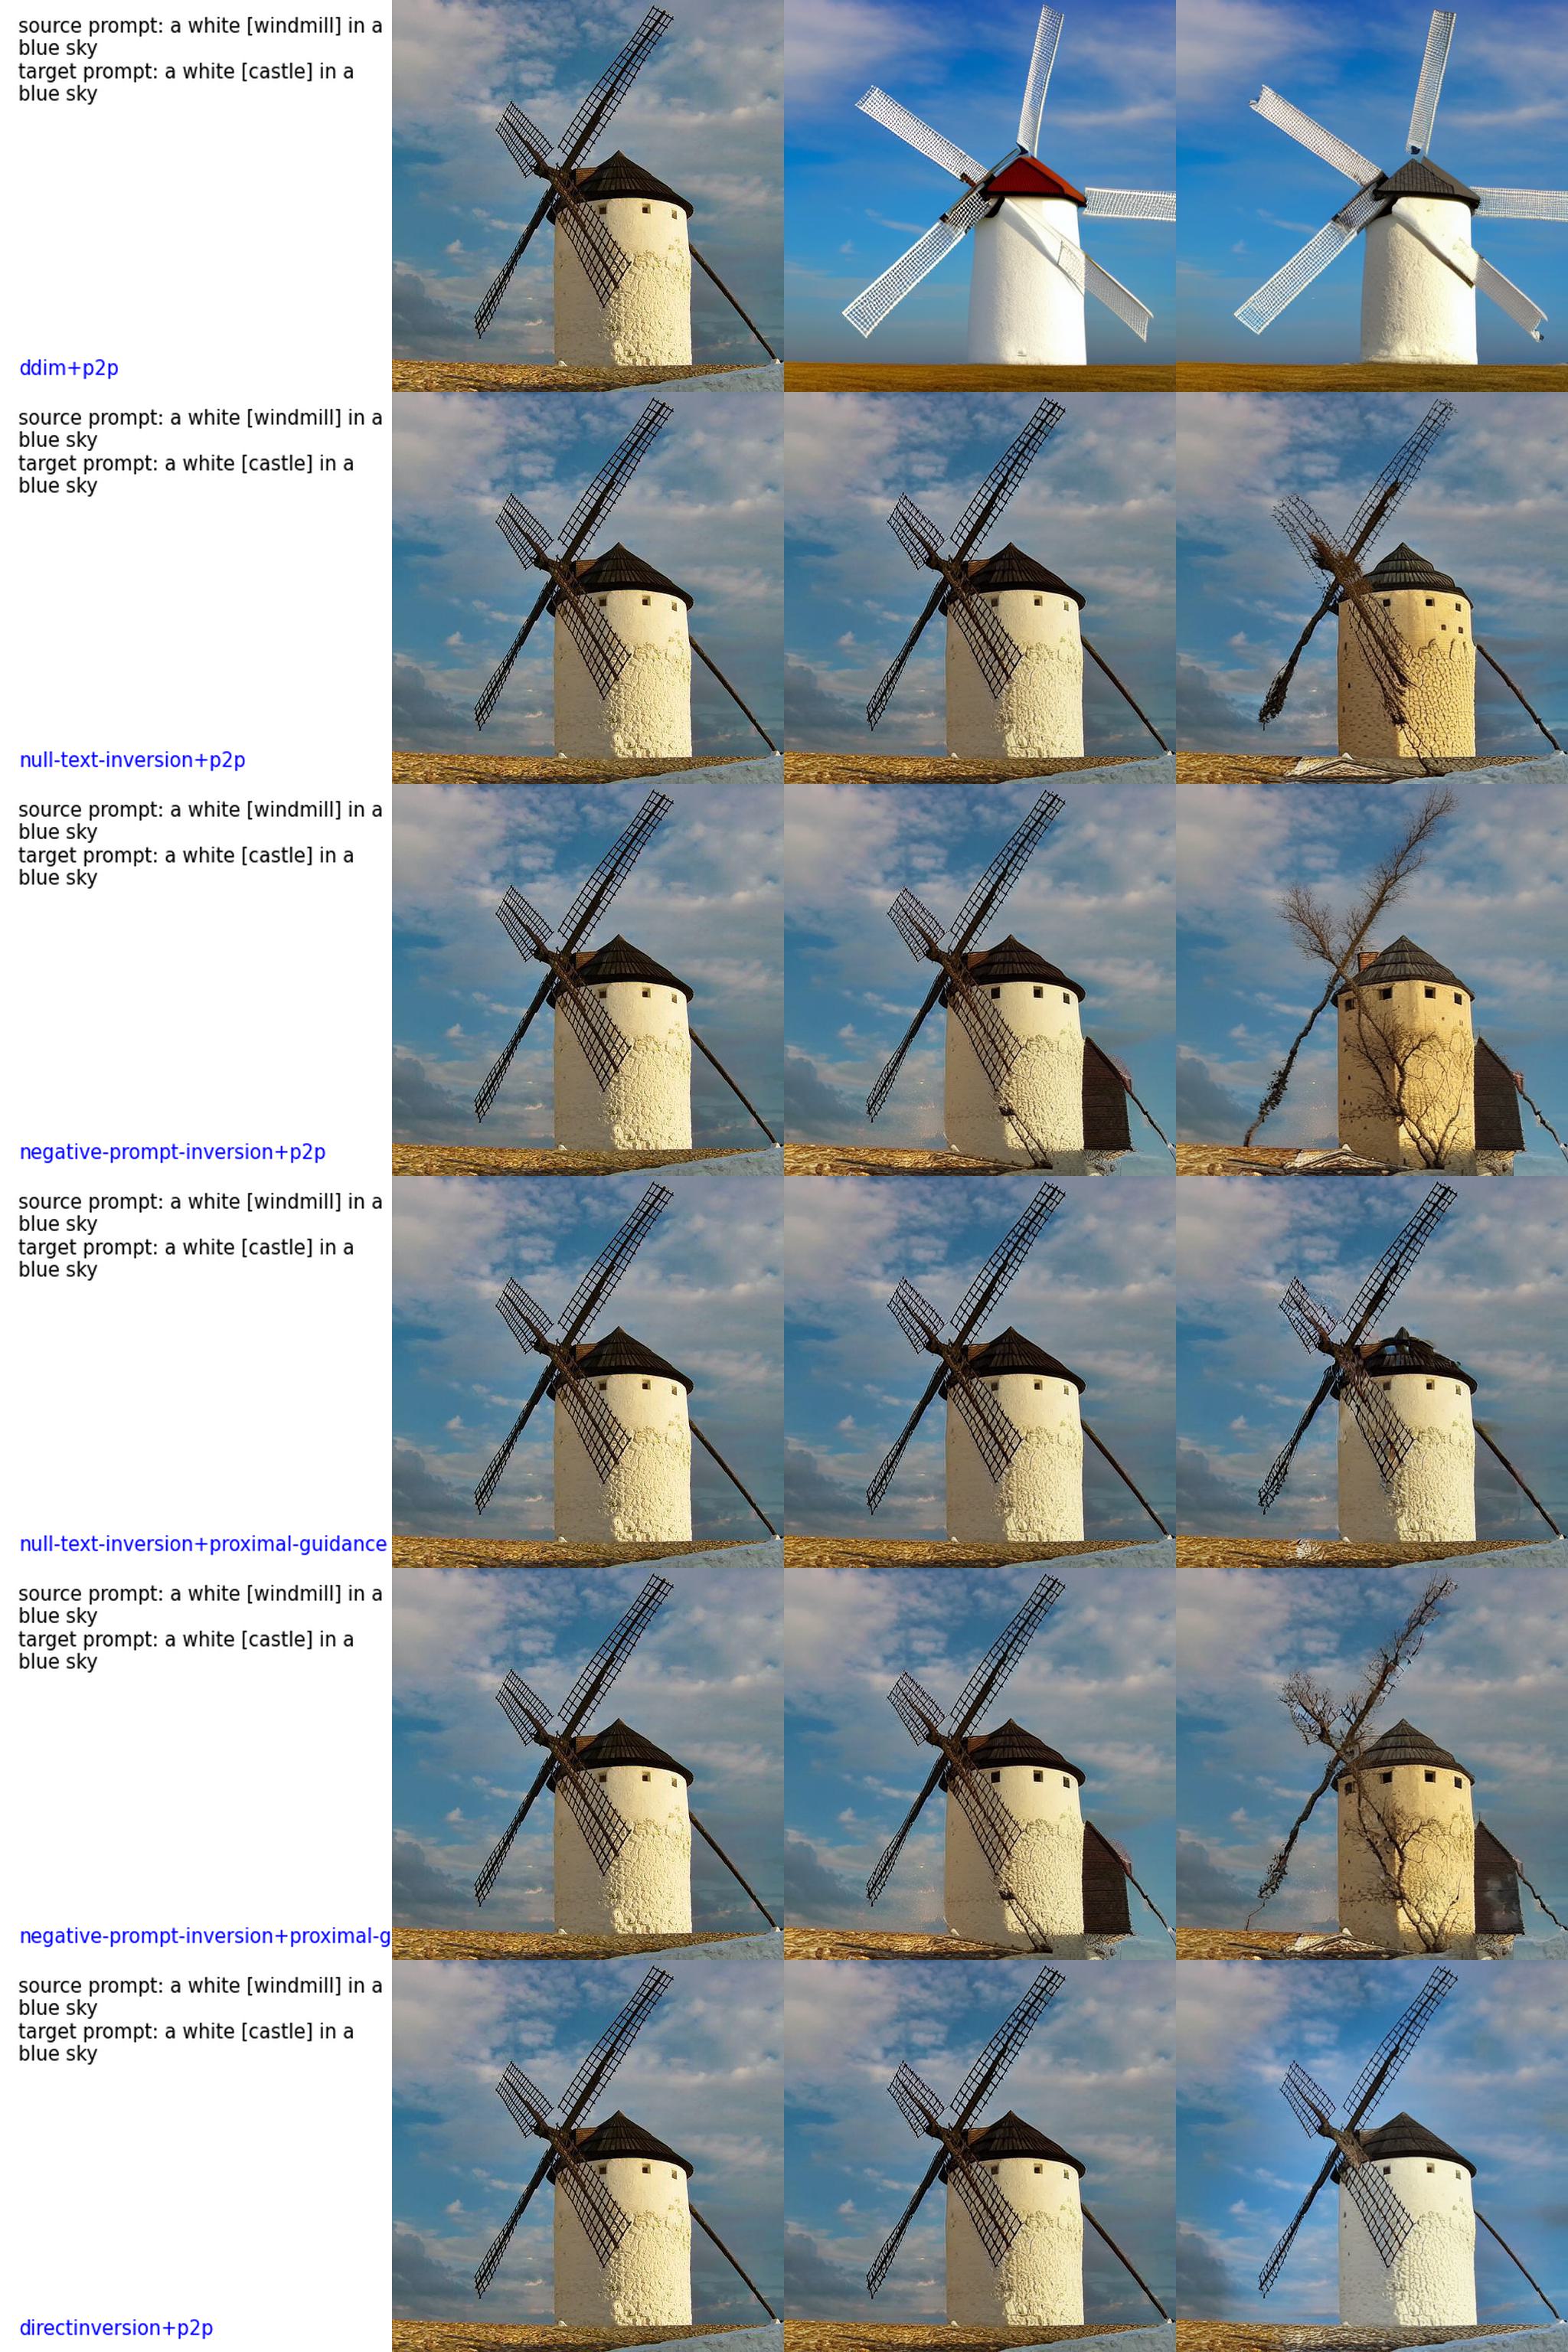 source prompt: a white [windmill] in a
blue sky
target prompt: a white [castle] in a
blue sky
ddim+p2p
source prompt: a white [windmill] in a
blue sky
target prompt: a white [castle] in a
blue sky
null-text-inversion+p2p
source prompt: a white [windmill] in a
blue sky
target prompt: a white [castle] in a
blue sky
negative-prompt-inversion+p2p
source prompt: a white [windmill] in a
blue sky
target prompt: a white [castle] in a
blue sky
null-text-inversion+proximal-guidance
source prompt: a white [windmill] in a
blue sky
target prompt: a white [castle] in a
blue sky
negative-prompt-inversion+proximal-g
source prompt: a white [windmill] in a
blue sky
target prompt: a white [castle] in a
blue sky
directinversion+p2p